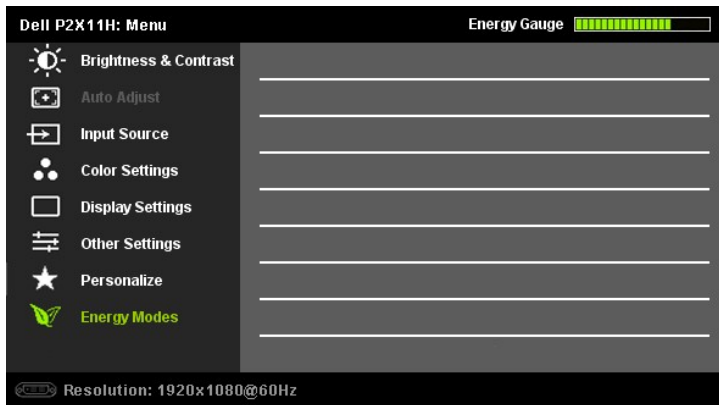 Dell P2X11H: Menu
Energy Gauge
Brightness & Contrast
Auto Adjust
Input Source
Color Settings
Display Settings
Other Settings
Personalize
Energy Modes
Resolution: 1920x1080@60Hz